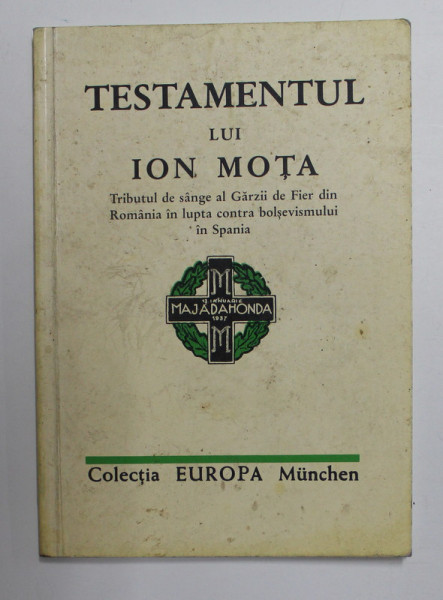 TESTAMENTUL
LUI
ION MOȚA
Tributul de sânge al Gărzii de Fier din
România în lupta contra bolșevismului
în Spania
M
13 IANUARIE
MAJADAHONDA
1937
M
Colecția EUROPA München